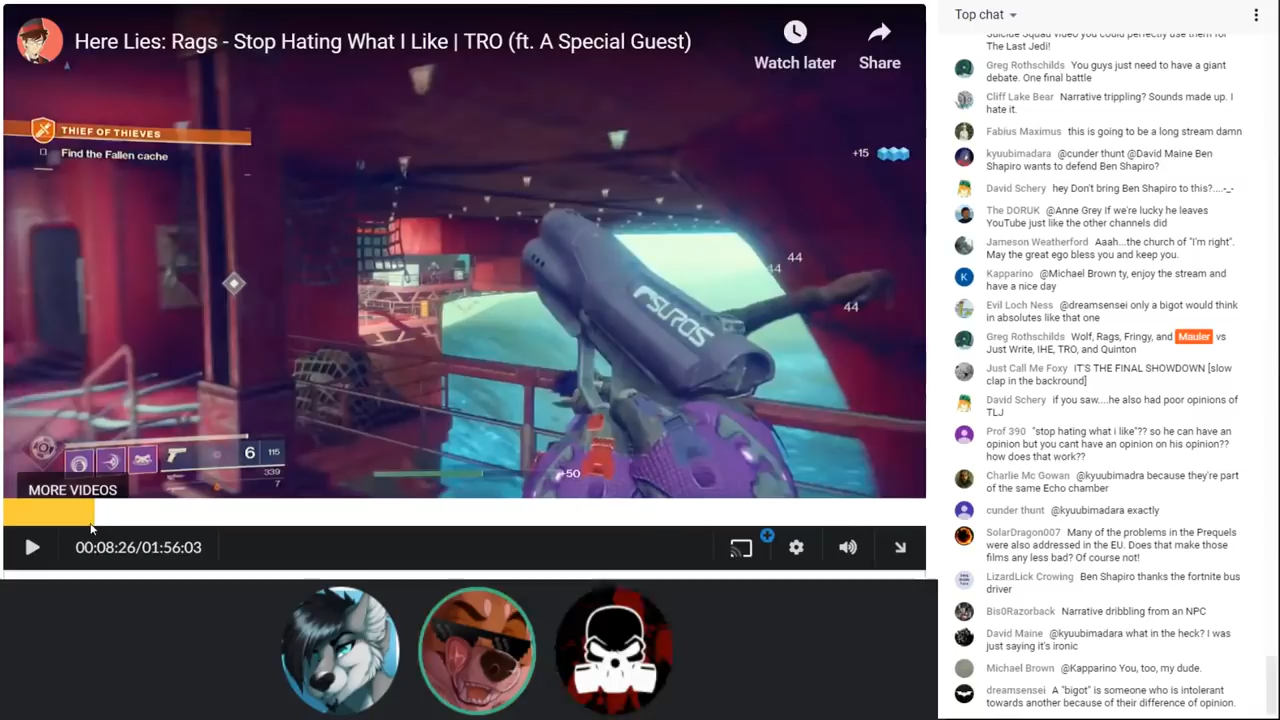 Here Lies: Rags - Stop Hating What I Like | TRO (ft. A Special Guest)
Watch later
Share
THIEF OF THIEVES
Find the Fallen cache
+15
44
44
44
SUROS
6
115
339
7
+50
MORE VIDEOS
00:08:26/01:56:03
Top chat
Suicide Squad video you could perfectly use them for
The Last Jedi!
Greg Rothschilds You guys just need to have a giant
debate. One final battle
Cliff Lake Bear Narrative tripping? Sounds made up. I
hate it.
Fabius Maximus this is going to be a long stream damn
kyuubimadara @cunder thunt @David Maine Ben
Shapiro wants to defend Ben Shapiro?
David Schery hey Don't bring Ben Shapiro to this?....-_-
The DORUK @Anne Grey If we're lucky he leaves
YouTube just like the other channels did
Jameson Weatherford Aaah...the church of "I'm right".
May the great ego bless you and keep you.
K
Kapparino @Michael Brown ty, enjoy the stream and
have a nice day
Evil Loch Ness @dreamsensei only a bigot would think
in absolutes like that one
Greg Rothschilds Wolf, Rags, Fringy, and Mauler vs
Just Write, IHE, TRO, and Quinton
Just Call Me Foxy IT'S THE FINAL SHOWDOWN [slow
clap in the backround]
David Schery if you saw....he also had poor opinions of
TLJ
Prof 390 "stop hating what i like"?? so he can have an
opinion but you cant have an opinion on his opinion??
how does that work??
Charlie Mc Gowan @kyuubimadra because they're part
of the same Echo chamber
cunder thunt @kyuubimadara exactly
SolarDragon007 Many of the problems in the Prequels
were also addressed in the EU. Does that make those
films any less bad? Of course not!
LizardLick Crowing Ben Shapiro thanks the fortnite bus
driver
Bis0Razorback Narrative dribbling from an NPC
David Maine @kyuubimadara what in the heck? I was
just saying it's ironic
Michael Brown @Kapparino You, too, my dude.
dreamsensei A "bigot" is someone who is intolerant
towards another because of their difference of opinion.